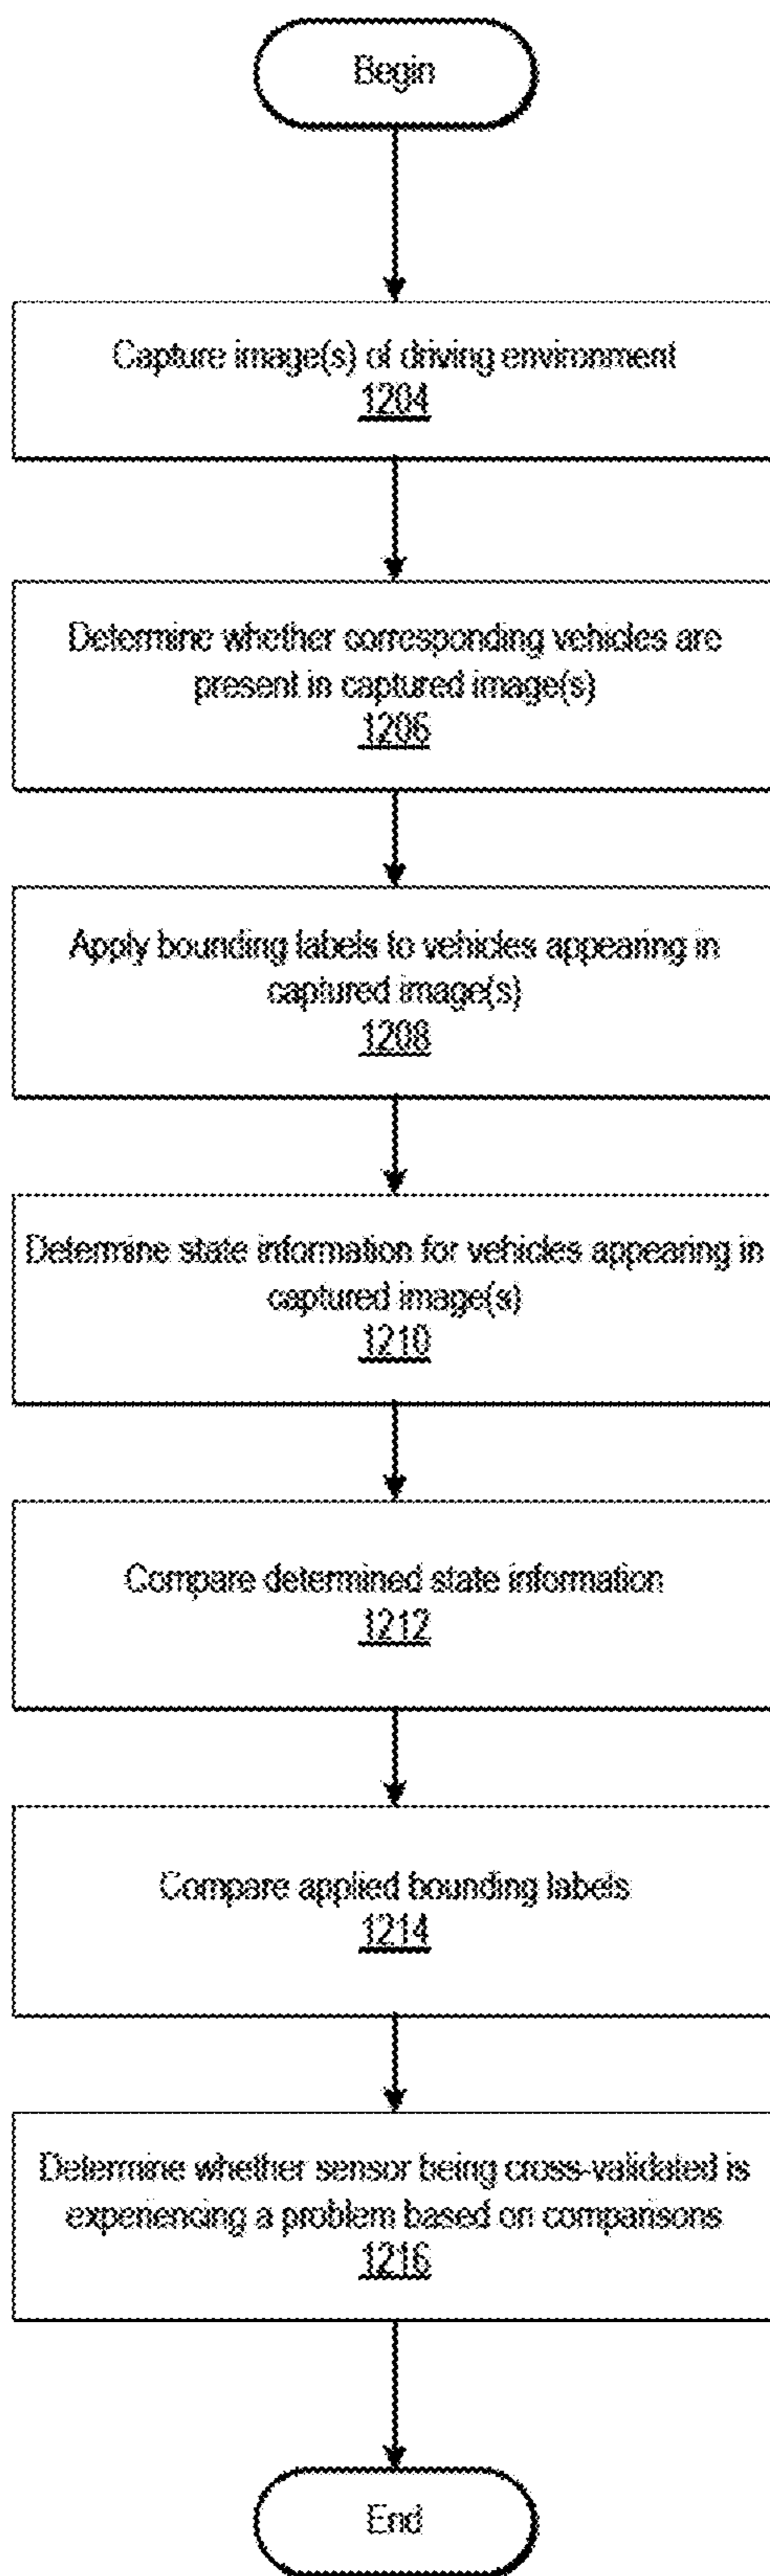 Begin
Capture image(s) of driving environment
1204
Determine whether corresponding vehicles are
present in captured image(s)
1206
Apply bounding labels to vehicles appearing in
captured image(s)
1208
Determine state information for vehicles appearing in
captured image(s)
1210
Compare determined state information
1212
Compare applied bounding labels
1214
Determine whether sensor being cross-validated is
experiencing a problem based on comparisons
1216
End